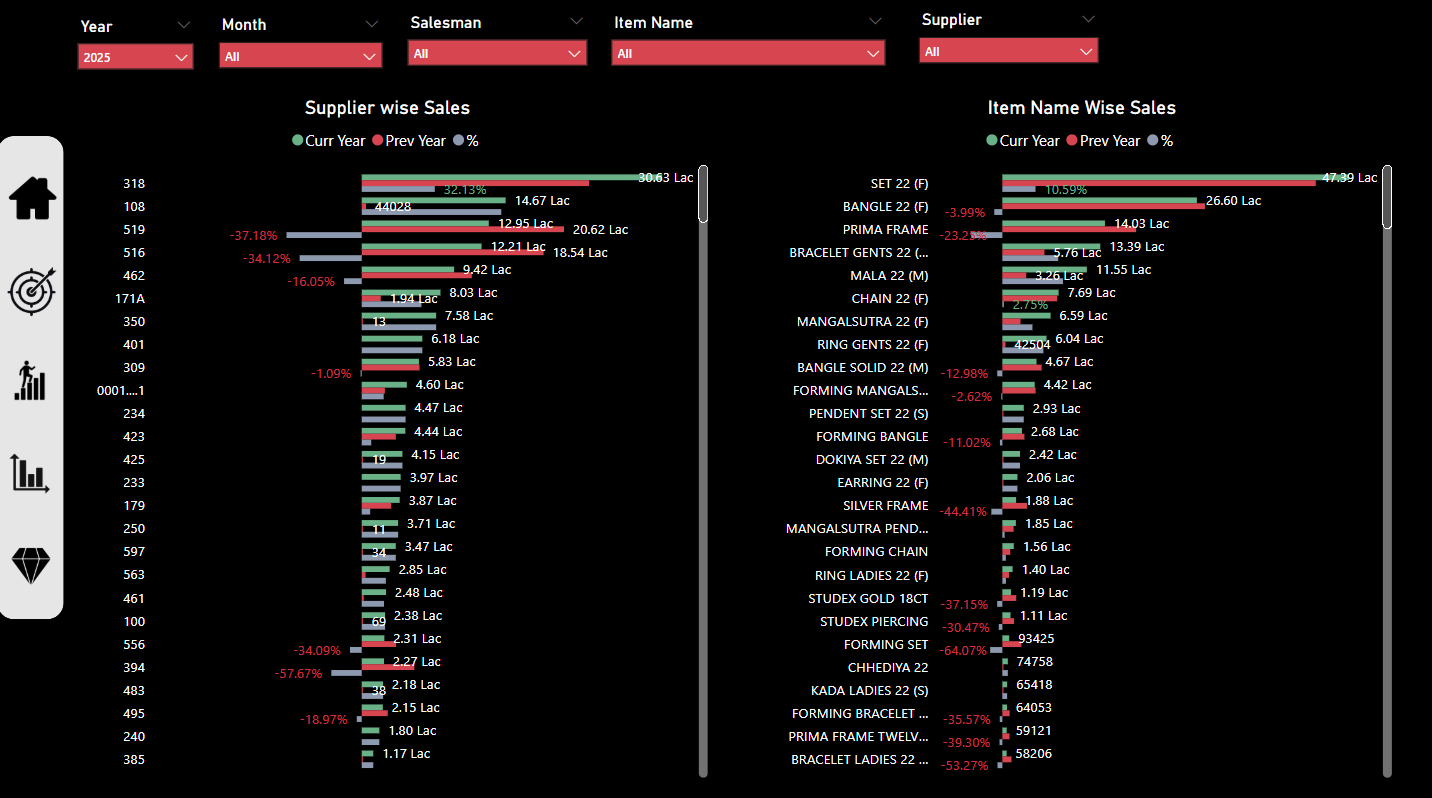 Year
Month
Salesman
Item Name
Supplier
2025
All
All
All
All
Supplier wise Sales
Curr Year Prev Year %
318 30.63 Lac
32.13%
108 14.67 Lac
44028
519 12.95 Lac
-37.18% 20.62 Lac
516 12.21 Lac
-34.12% 18.54 Lac
462 9.42 Lac
-16.05%
171A 8.03 Lac
1.94 Lac
350 7.58 Lac
13
401 6.18 Lac
309 5.83 Lac
-1.09%
0001....1 4.60 Lac
234 4.47 Lac
423 4.44 Lac
425 4.15 Lac
19
233 3.97 Lac
179 3.87 Lac
250 3.71 Lac
11
597 3.47 Lac
34
563 2.85 Lac
461 2.48 Lac
100 2.38 Lac
69
556 2.31 Lac
-34.09%
394 2.27 Lac
-57.67%
483 2.18 Lac
38
495 2.15 Lac
-18.97%
240 1.80 Lac
385 1.17 Lac
Item Name Wise Sales
Curr Year Prev Year %
SET 22 (F) 47.39 Lac
10.59%
BANGLE 22 (F) 26.60 Lac
-3.99%
PRIMA FRAME 14.03 Lac
BRACELET GENTS 22 (... 13.39 Lac
5.76 Lac
MALA 22 (M) 11.55 Lac
3.26 Lac
CHAIN 22 (F) 7.69 Lac
2.75%
MANGALSUTRA 22 (F) 6.59 Lac
RING GENTS 22 (F) 6.04 Lac
42504
BANGLE SOLID 22 (M) 4.67 Lac
-12.98%
FORMING MANGALS... 4.42 Lac
-2.62%
PENDENT SET 22 (S) 2.93 Lac
FORMING BANGLE 2.68 Lac
-11.02%
DOKIYA SET 22 (M) 2.42 Lac
EARRING 22 (F) 2.06 Lac
SILVER FRAME 1.88 Lac
-44.41%
MANGALSUTRA PEND... 1.85 Lac
FORMING CHAIN 1.56 Lac
RING LADIES 22 (F) 1.40 Lac
STUDEX GOLD 18CT 1.19 Lac
-37.15%
STUDEX PIERCING 1.11 Lac
-30.47%
FORMING SET 93425
-64.07%
CHHEDIYA 22 74758
KADA LADIES 22 (S) 65418
FORMING BRACELET ... 64053
-35.57%
PRIMA FRAME TWELV... 59121
-39.30%
BRACELET LADIES 22 ... 58206
-53.27%